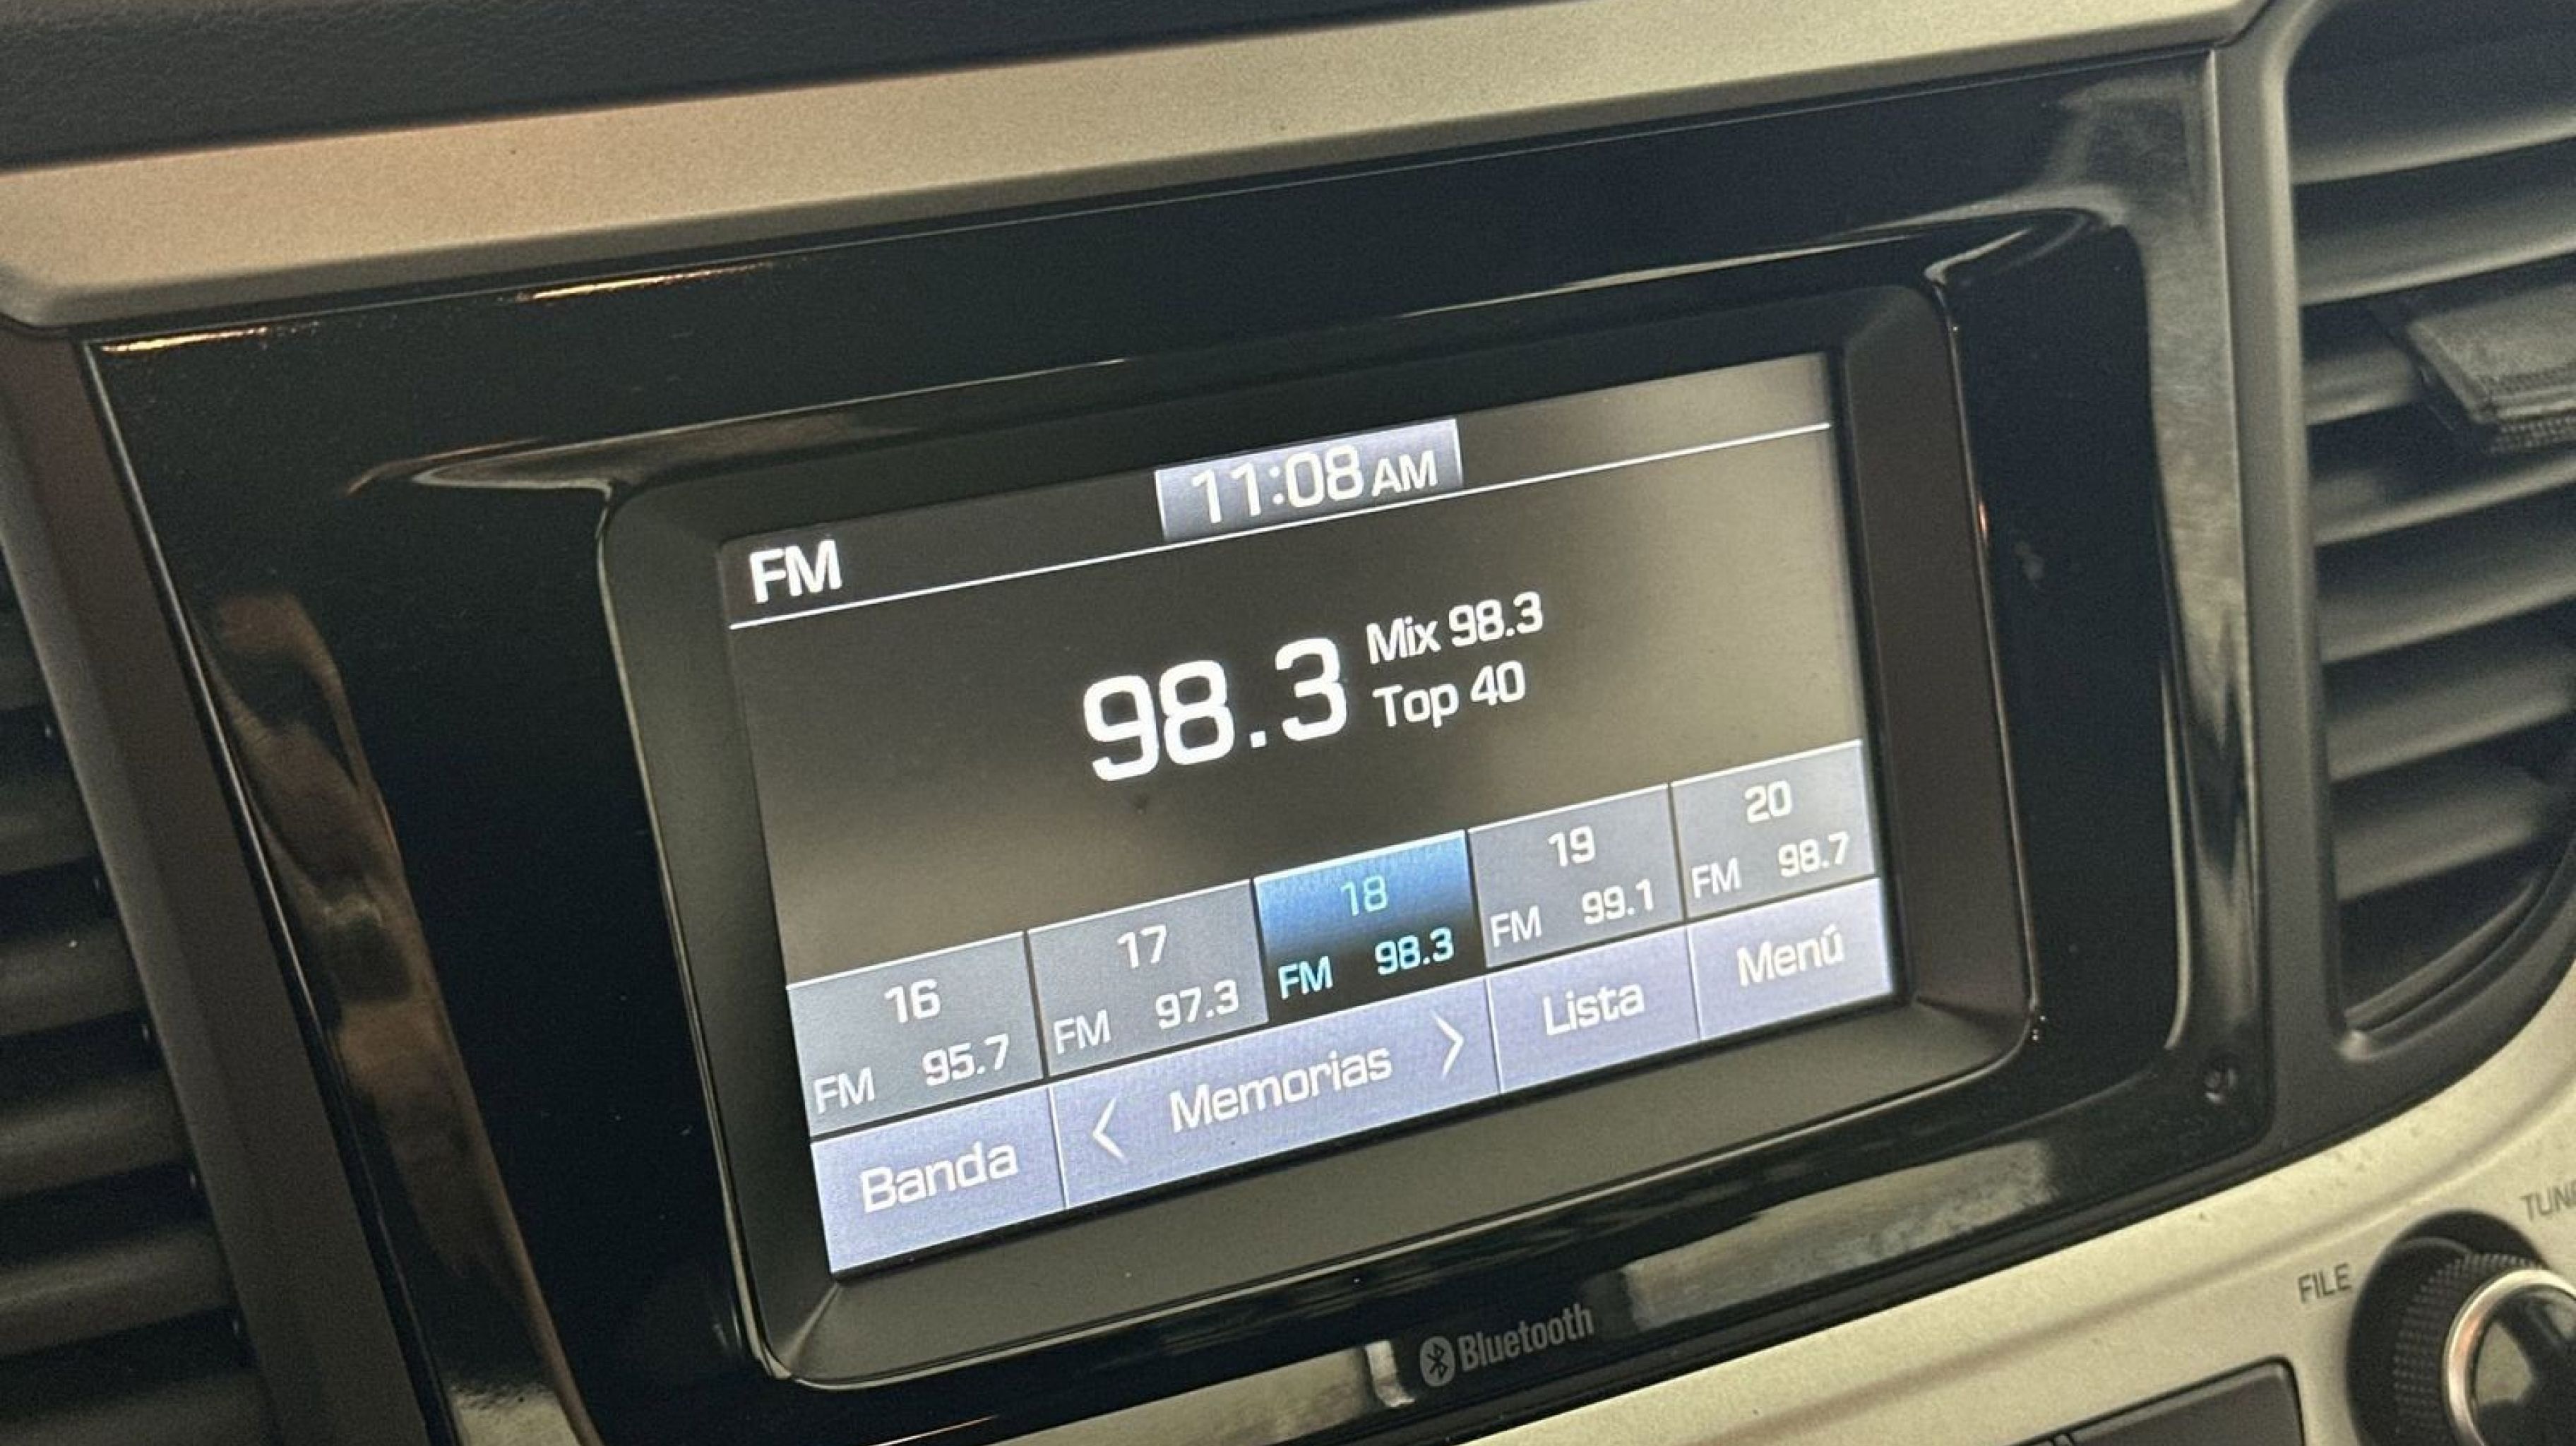 11:08 AM
FM
98.3
Mix 98.3
Top 40
16
FM 95.7
17
FM 97.3
18
FM 98.3
19
FM 99.1
20
FM 98.7
Banda
< Memorias >
Lista
Menú
Bluetooth
FILE